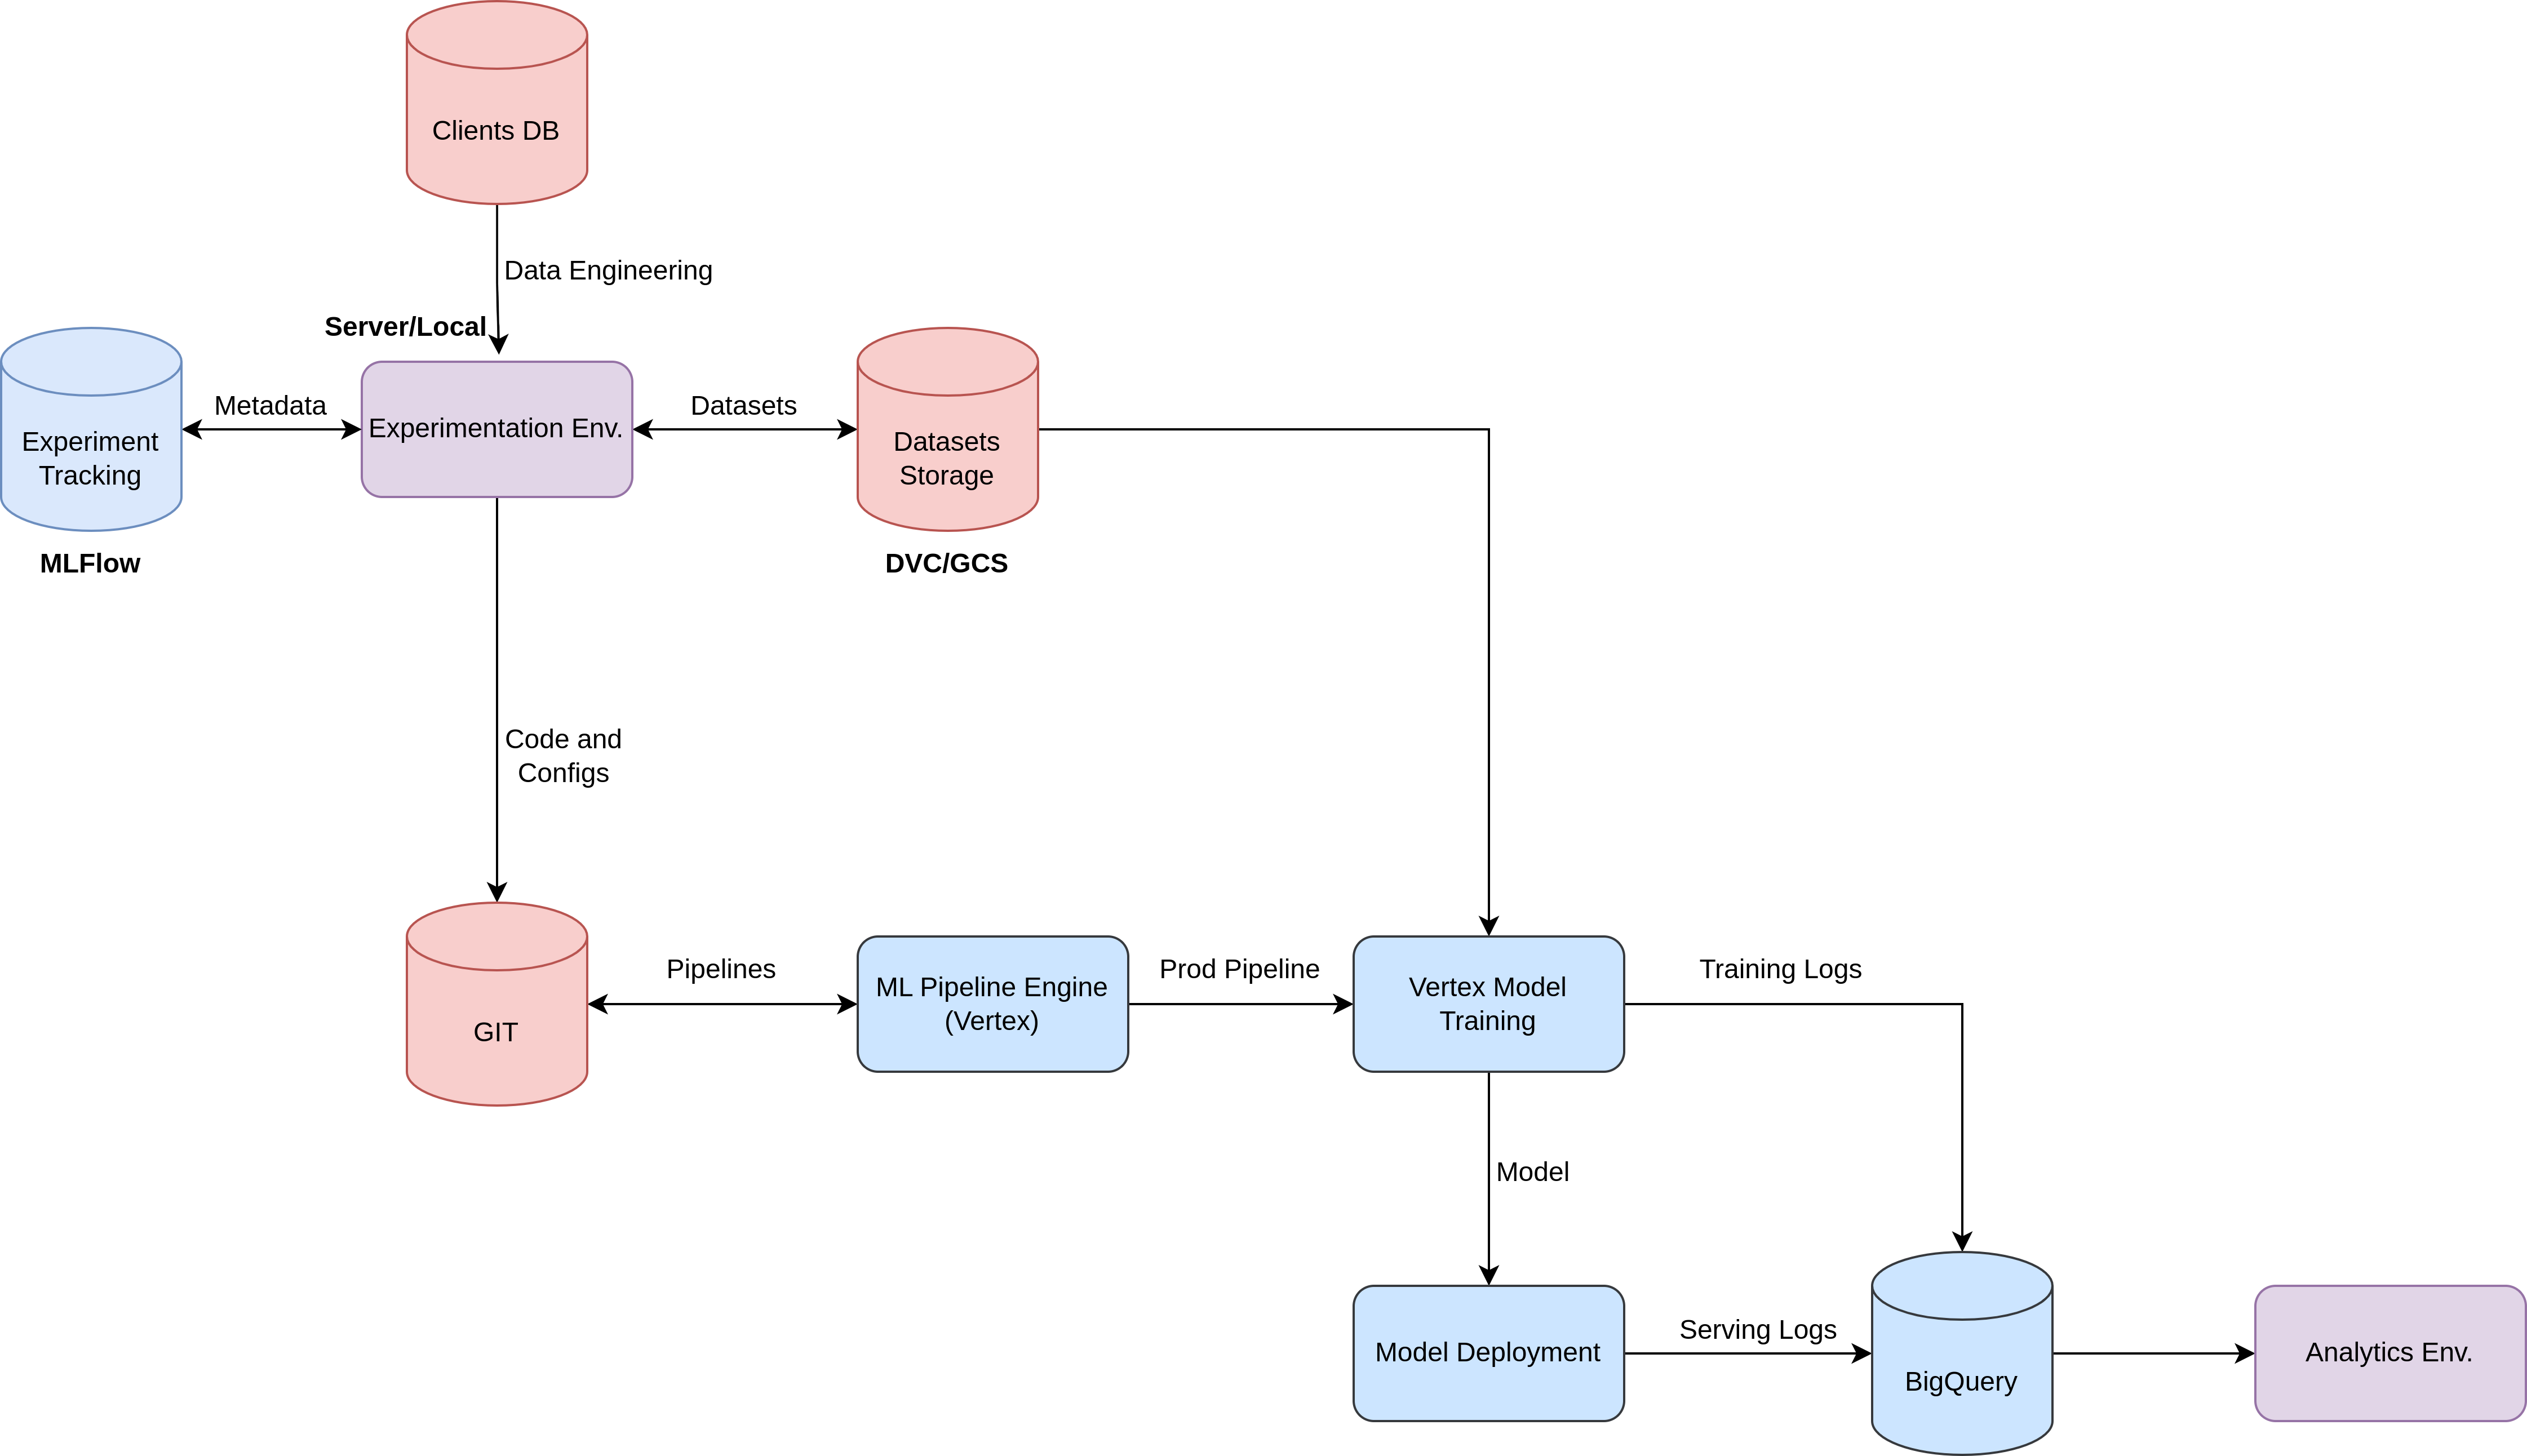 Clients DB
Data Engineering
Server/Local
Metadata
Experimentation Env.
Datasets
Experiment
Tracking
Datasets
Storage
MLFlow
DVC/GCS
Code and
Configs
Pipelines
Prod Pipeline
Training Logs
GIT
ML Pipeline Engine
(Vertex)
Vertex Model
Training
Model
Serving Logs
Model Deployment
BigQuery
Analytics Env.